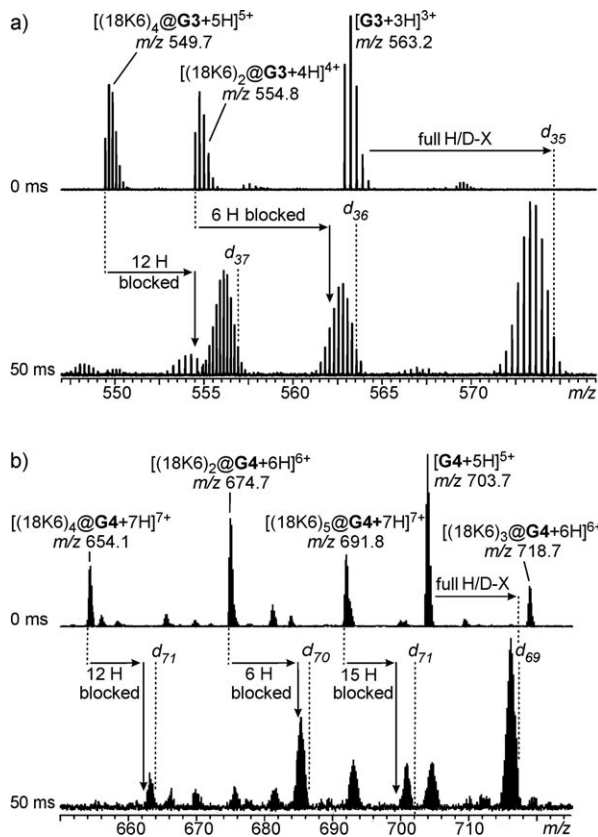 a)
[(18K6)4@G3+5H]5+
m/z 549.7
[(18K6)2@G3+4H]4+
m/z 554.8
[G3+3H]3+
m/z 563.2
full H/D-X
d35
0 ms
6 H blocked
d36
12 H
blocked
d37
50 ms
550 555 560 565 570 m/z
b)
[(18K6)2@G4+6H]6+
m/z 674.7
[G4+5H]5+
m/z 703.7
[(18K6)4@G4+7H]7+
m/z 654.1
[(18K6)5@G4+7H]7+
m/z 691.8
[(18K6)3@G4+6H]6+
m/z 718.7
full H/D-X
0 ms
12 H
blocked
d71
6 H
blocked
d70
15 H
blocked
d71
d69
50 ms
660 670 680 690 700 710 m/z